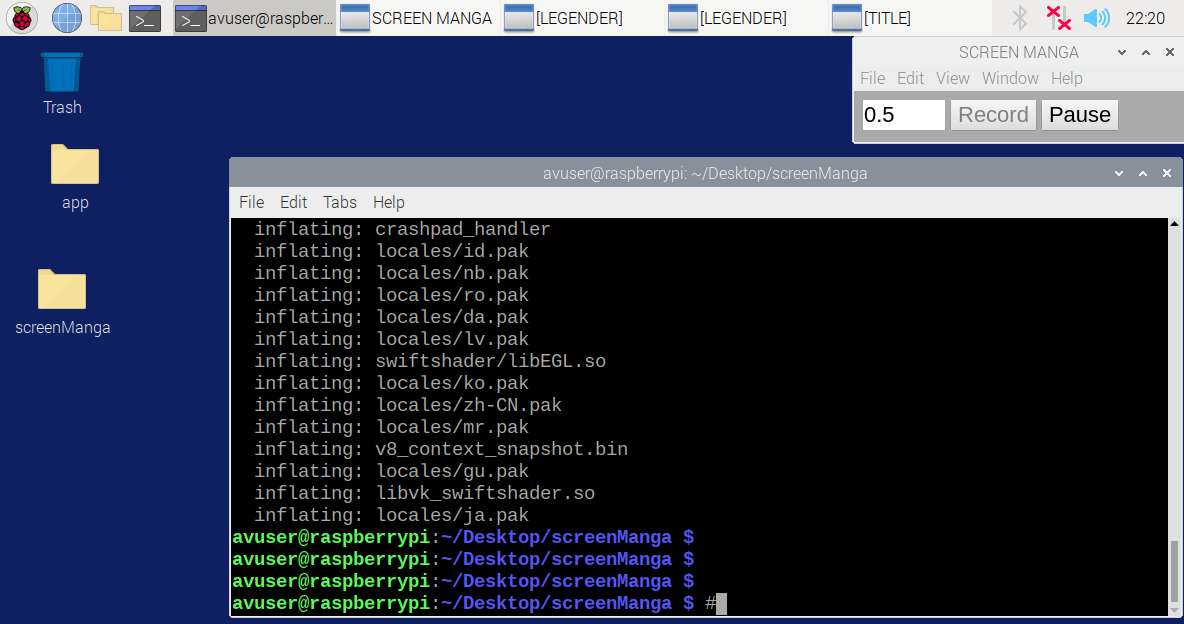 avuser@raspber... SCREEN MANGA [LEGENDER] [LEGENDER] [TITLE] 22:20
Trash
app
screenManga
SCREEN MANGA
File Edit View Window Help
0.5 Record Pause
avuser@raspberrypi: ~/Desktop/screenManga
File Edit Tabs Help
inflating: crashpad_handler
inflating: locales/id.pak
inflating: locales/nb.pak
inflating: locales/ro.pak
inflating: locales/da.pak
inflating: locales/lv.pak
inflating: swiftshader/libEGL.so
inflating: locales/ko.pak
inflating: locales/zh-CN.pak
inflating: locales/mr.pak
inflating: v8_context_snapshot.bin
inflating: locales/gu.pak
inflating: libvk_swiftshader.so
inflating: locales/ja.pak
avuser@raspberrypi:~/Desktop/screenManga $
avuser@raspberrypi:~/Desktop/screenManga $
avuser@raspberrypi:~/Desktop/screenManga $
avuser@raspberrypi:~/Desktop/screenManga $ #